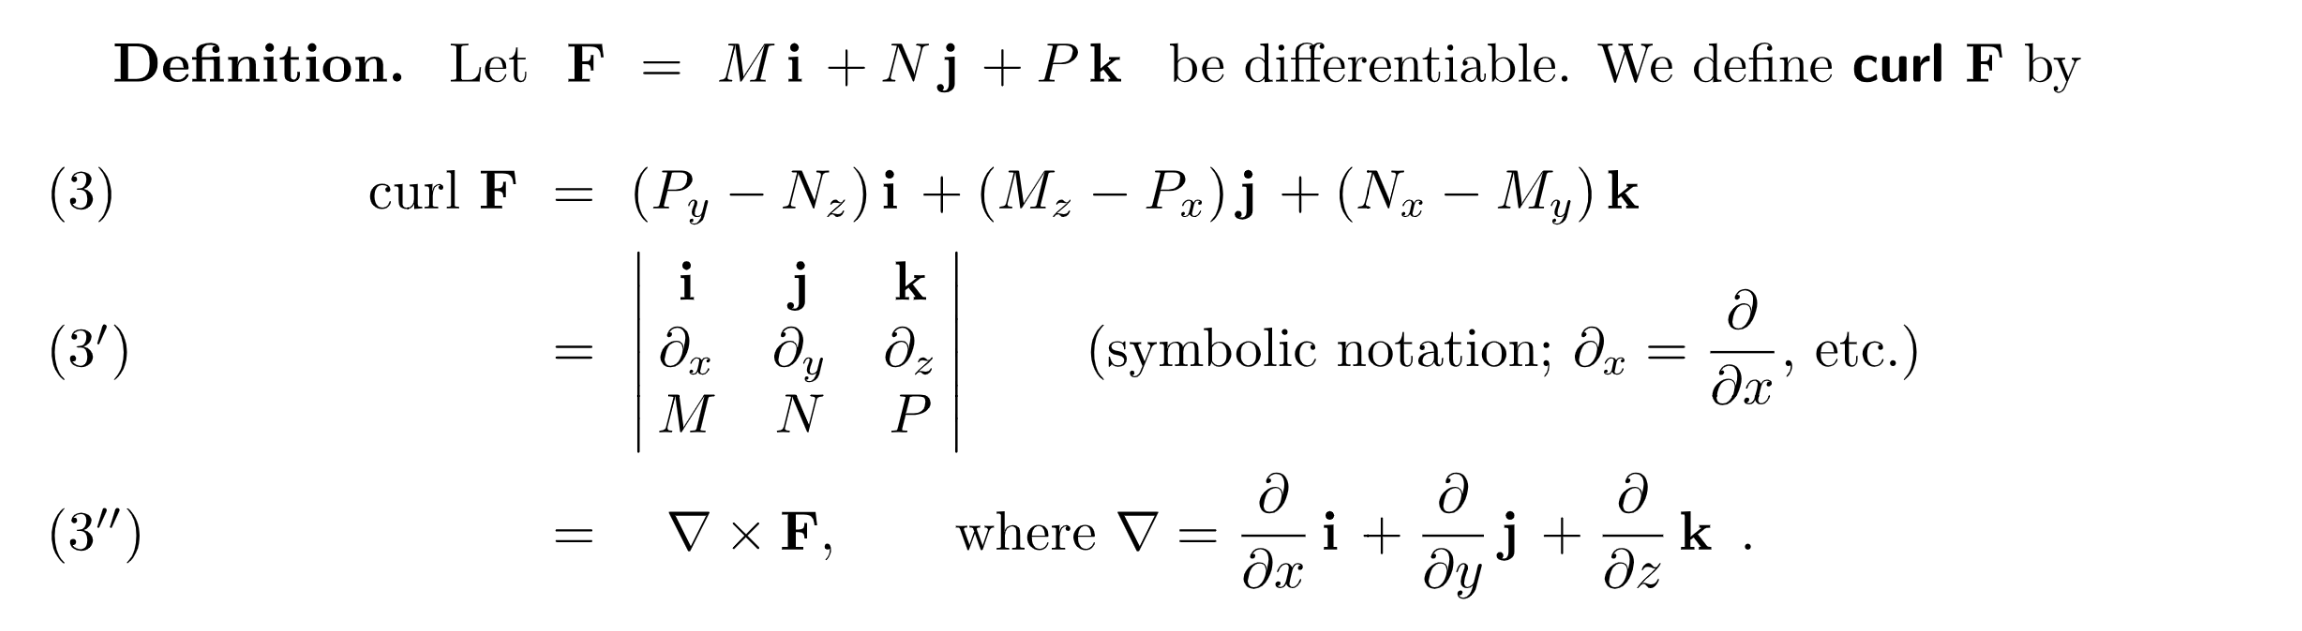 Definition. Let F = M i + N j + P k be differentiable. We define curl F by
(3) curl F = (P_y − N_z) i + (M_z − P_x) j + (N_x − M_y) k
(3′) = | i j k |
| ∂_x ∂_y ∂_z | (symbolic notation; ∂_x = ∂/∂x, etc.)
| M N P |
(3′′) = ∇ × F, where ∇ = ∂/∂x i + ∂/∂y j + ∂/∂z k .